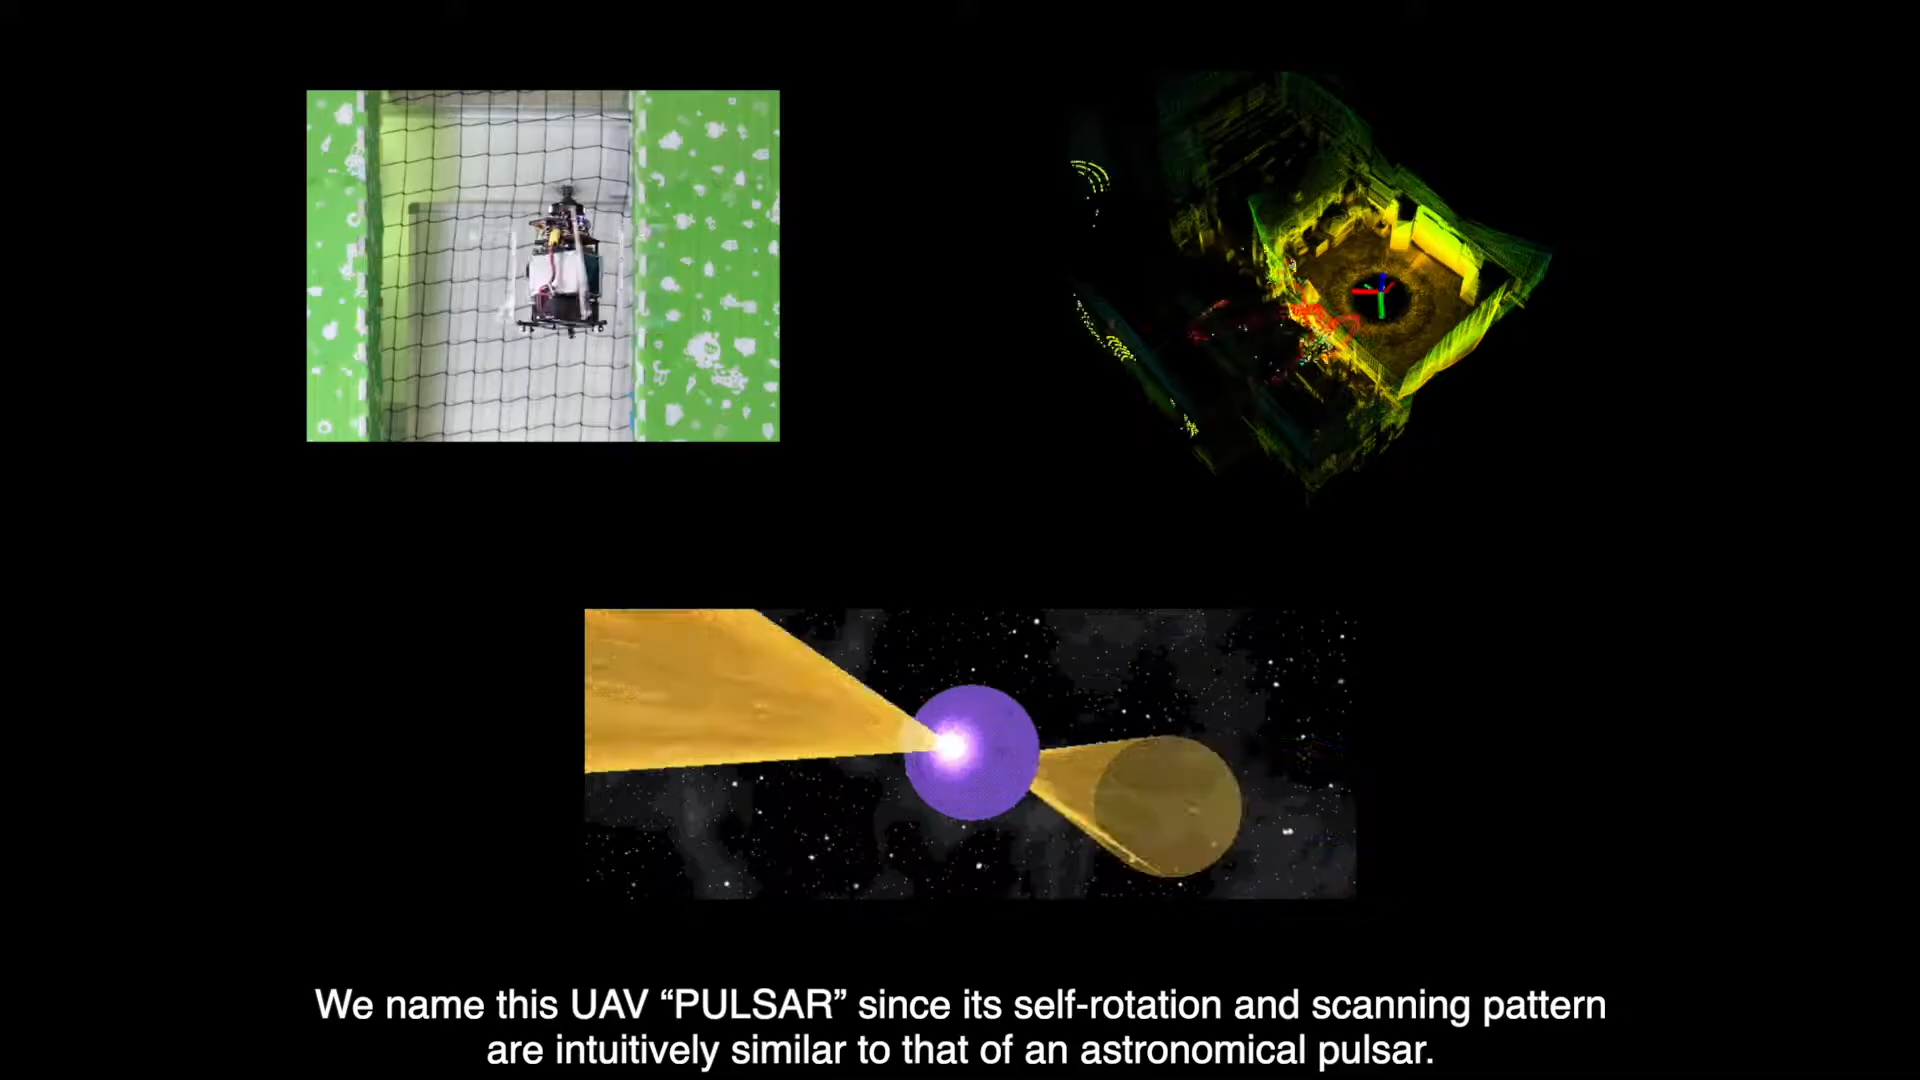 We name this UAV “PULSAR” since its self-rotation and scanning pattern
are intuitively similar to that of an astronomical pulsar.